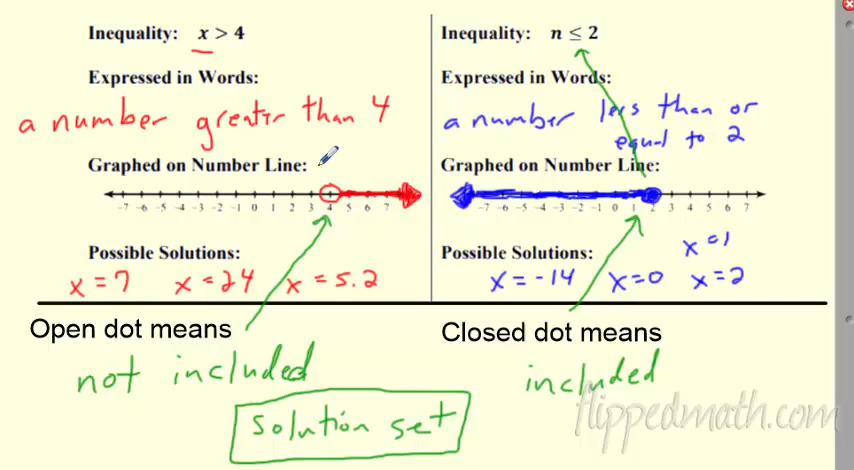 Inequality: x > 4
Expressed in Words:
a number greater than 4
Graphed on Number Line:
-7 -6 -5 -4 -3 -2 -1 0 1 2 3 4 5 6 7
Possible Solutions:
x = 7 x = 24 x = 5.2
Open dot means
not included
Inequality: n ≤ 2
Expressed in Words:
a number less than or
equal to 2
Graphed on Number Line:
-7 -6 -5 -4 -3 -2 -1 0 1 2 3 4 5 6 7
Possible Solutions:
x = 1
x = -14 x = 0 x = 2
Closed dot means
included
solution set
flippedmath.com